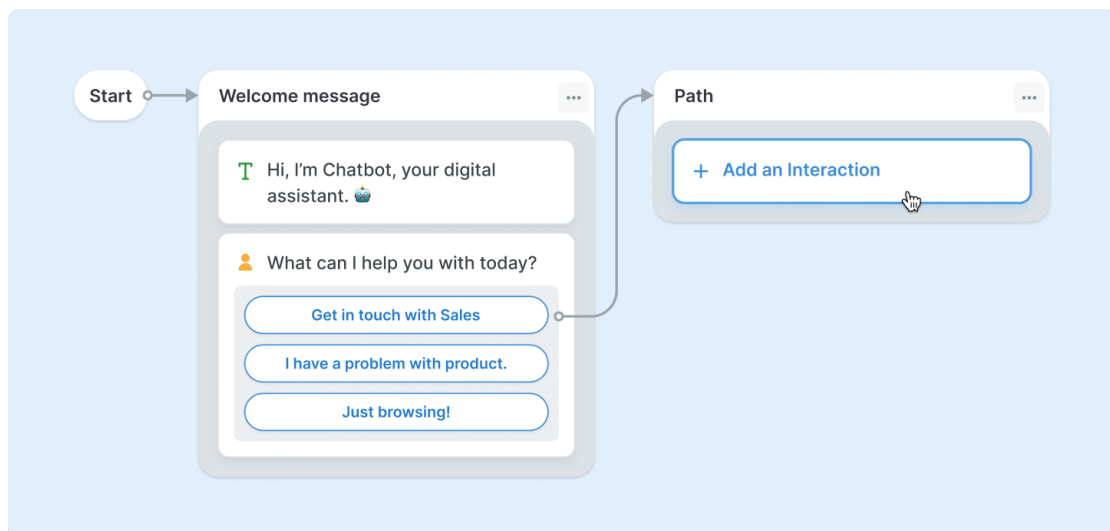 Start
Welcome message
Hi, I’m Chatbot, your digital
assistant. 🤖
What can I help you with today?
Get in touch with Sales
I have a problem with product.
Just browsing!
Path
+ Add an Interaction